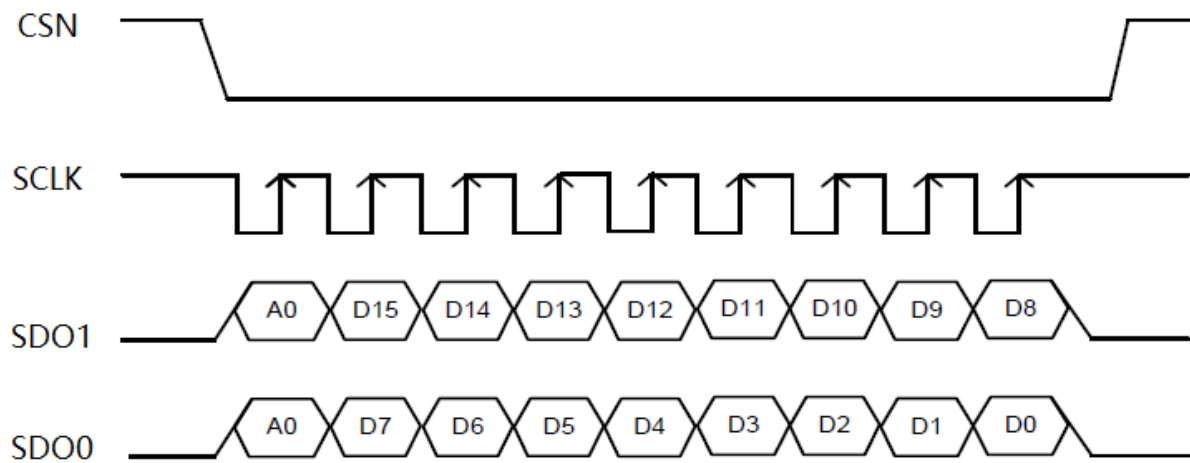 CSN
SCLK
SDO1 A0 D15 D14 D13 D12 D11 D10 D9 D8
SDO0 A0 D7 D6 D5 D4 D3 D2 D1 D0